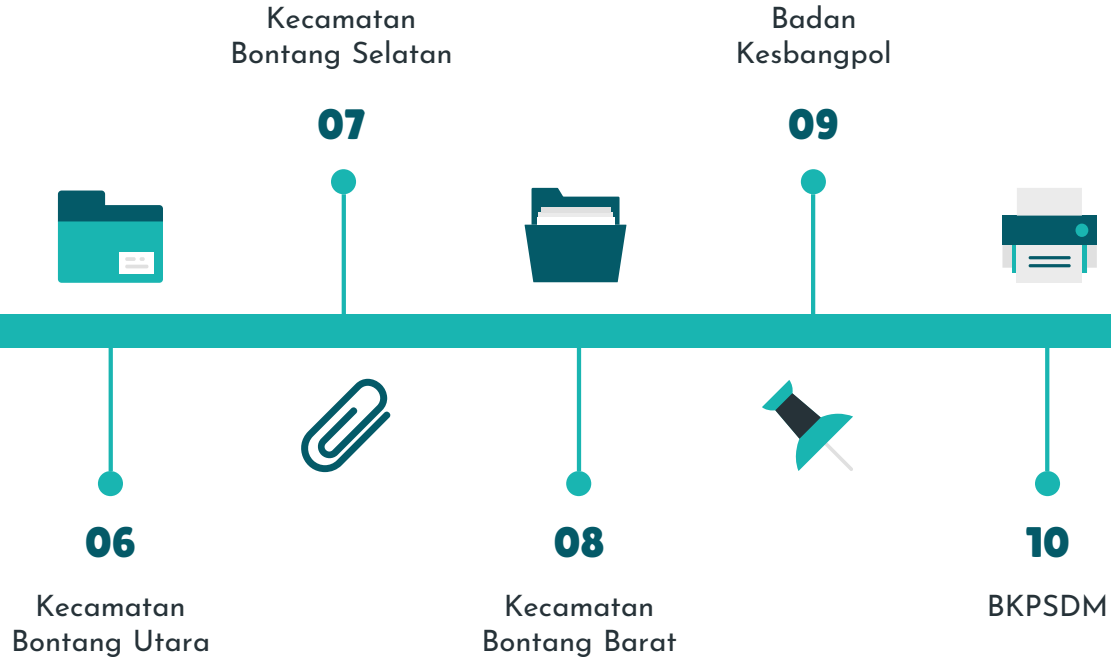 Kecamatan
Bontang Selatan
07
Badan
Kesbangpol
09
06
Kecamatan
Bontang Utara
08
Kecamatan
Bontang Barat
10
BKPSDM